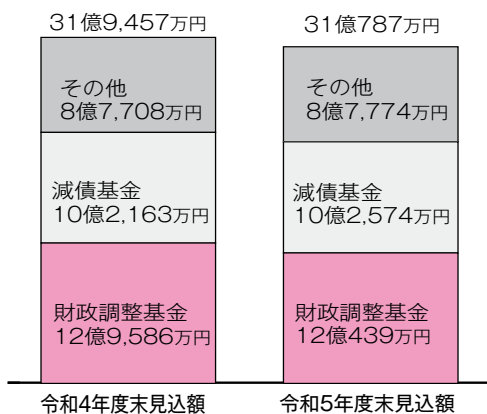 31億9,457万円
その他
8億7,708万円
減債基金
10億2,163万円
財政調整基金
12億9,586万円
令和4年度末見込額
31億787万円
その他
8億7,774万円
減債基金
10億2,574万円
財政調整基金
12億439万円
令和5年度末見込額